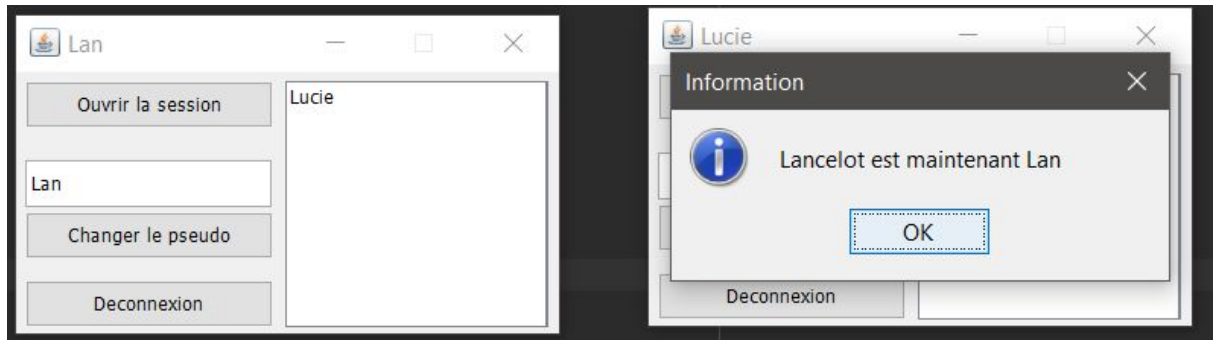 Lan
Ouvrir la session
Lucie
Lan
Changer le pseudo
Deconnexion
Lucie
Information
Lancelot est maintenant Lan
OK
Deconnexion